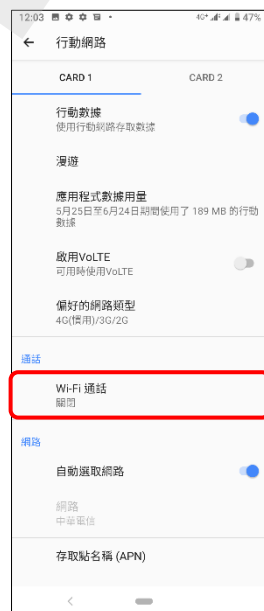 12:03 4G+ 47%
行動網路
CARD 1 CARD 2
行動數據
使用行動網路存取數據
漫遊
應用程式數據用量
5月25日至6月24日期間使用了 189 MB 的行動
數據
啟用VoLTE
可用時使用VoLTE
偏好的網路類型
4G(慣用)/3G/2G
通話
Wi-Fi 通話
關閉
網路
自動選取網路
網路
中華電信
存取點名稱 (APN)